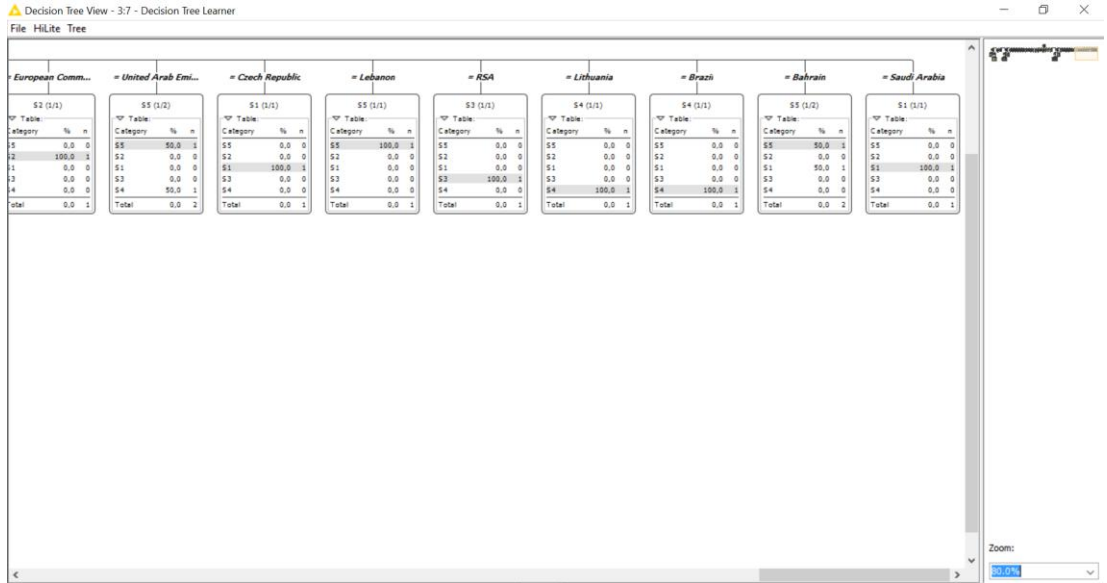 Decision Tree View - 3:7 - Decision Tree Learner
File HiLite Tree
= European Comm...
S2 (1/1)
Table:
Category % n
S5 0,0 0
S2 100,0 1
S1 0,0 0
S3 0,0 0
S4 0,0 0
Total 0,0 1
= United Arab Emi...
S5 (1/2)
Table:
Category % n
S5 50,0 1
S2 0,0 0
S1 0,0 0
S3 0,0 0
S4 50,0 1
Total 0,0 2
= Czech Republic
S1 (1/1)
Table:
Category % n
S5 0,0 0
S2 0,0 0
S1 100,0 1
S3 0,0 0
S4 0,0 0
Total 0,0 1
= Lebanon
S5 (1/1)
Table:
Category % n
S5 100,0 1
S2 0,0 0
S1 0,0 0
S3 0,0 0
S4 0,0 0
Total 0,0 1
= RSA
S3 (1/1)
Table:
Category % n
S5 0,0 0
S2 0,0 0
S1 0,0 0
S3 100,0 1
S4 0,0 0
Total 0,0 1
= Lithuania
S4 (1/1)
Table:
Category % n
S5 0,0 0
S2 0,0 0
S1 0,0 0
S3 0,0 0
S4 100,0 1
Total 0,0 1
= Brazil
S4 (1/1)
Table:
Category % n
S5 0,0 0
S2 0,0 0
S1 0,0 0
S3 0,0 0
S4 100,0 1
Total 0,0 1
= Bahrain
S5 (1/2)
Table:
Category % n
S5 50,0 1
S2 0,0 0
S1 50,0 1
S3 0,0 0
S4 0,0 0
Total 0,0 2
= Saudi Arabia
S1 (1/1)
Table:
Category % n
S5 0,0 0
S2 0,0 0
S1 100,0 1
S3 0,0 0
S4 0,0 0
Total 0,0 1
Zoom:
80.0%